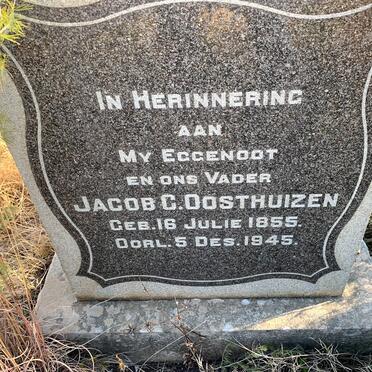 IN HERINNERING
AAN
MY EGGENOOT
EN ONS VADER
JACOB C. OOSTHUIZEN
GEB. 16 JULIE 1855.
OORL. 5 DES. 1945.